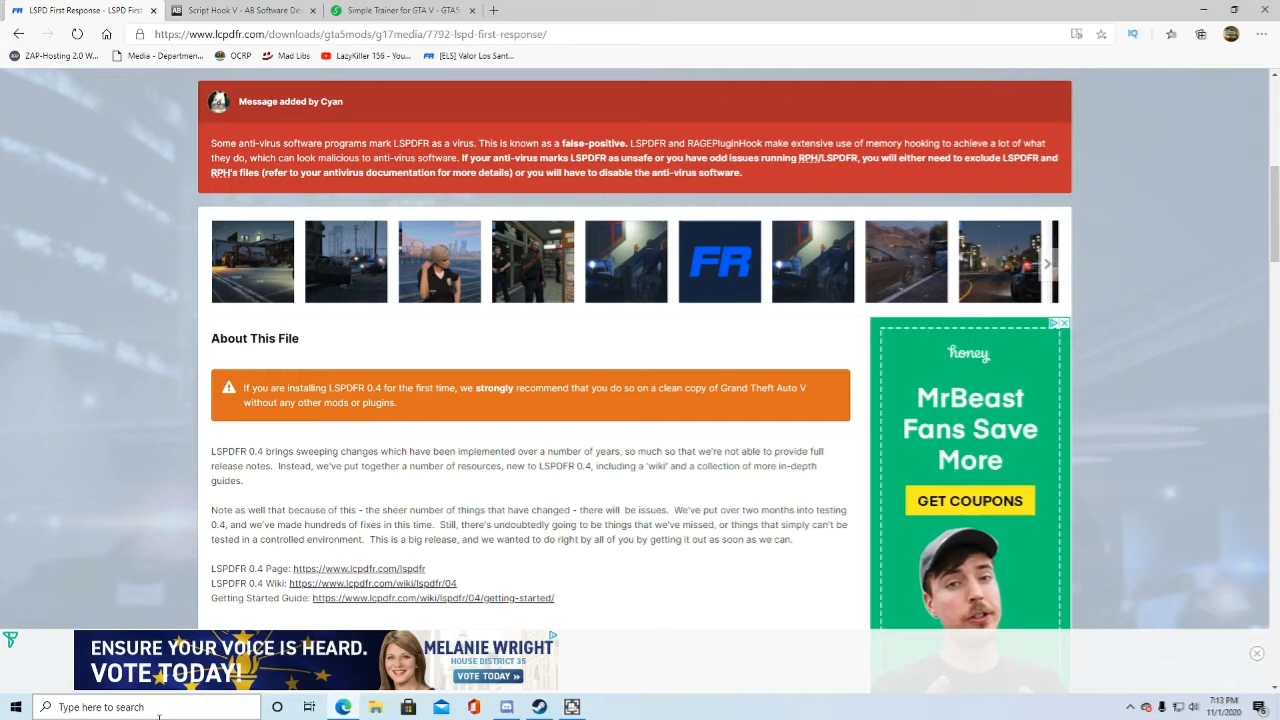 LSPD First Response - LSPD First
Script Hook V - AB Dev
Simple Trainer for GTA V - GTA5
https://www.lcpdfr.com/downloads/gta5mods/g17media/7792-lspd-first-response/
ZAP-Hosting 2.0 W...
Media - Departmen...
OCRP
Mad Libs
LazyKiller116 - You...
[ELS] Valor Los Sant...
Message added by Cyan
Some anti-virus software programs mark LSPDFR as a virus. This is known as a false-positive. LSPDFR and RAGEPluginHook make extensive use of memory hooking to achieve a lot of what
they do, which can look malicious to anti-virus software. If your anti-virus marks LSPDFR as unsafe or you have odd issues running RPH/LSPDFR, you will either need to exclude LSPDFR and
RPH's files (refer to your antivirus documentation for more details) or you will have to disable the anti-virus software.
FR
About This File
If you are installing LSPDFR 0.4 for the first time, we strongly recommend that you do so on a clean copy of Grand Theft Auto V
without any other mods or plugins.
LSPDFR 0.4 brings sweeping changes which have been implemented over a number of years, so much so that we're not able to provide full
release notes. Instead, we've put together a number of resources, new to LSPDFR 0.4, including a 'wiki' and a collection of more in-depth
guides.
Note as well that because of this - the sheer number of things that have changed - there will be issues. We've put over two months into testing
0.4, and we've made hundreds of fixes in this time. Still, there's undoubtedly going to be things that we've missed, or things that simply can't be
tested in a controlled environment. This is a big release, and we wanted to do right by all of you by getting it out as soon as we can.
LSPDFR 0.4 Page: https://www.lcpdfr.com/lspdfr
LSPDFR 0.4 Wiki: https://www.lcpdfr.com/wiki/lspdfr/04
Getting Started Guide: https://www.lcpdfr.com/wiki/lspdfr/04/getting-started/
honey
MrBeast
Fans Save
More
GET COUPONS
ENSURE YOUR VOICE IS HEARD.
VOTE TODAY!
MELANIE WRIGHT
HOUSE DISTRICT 35
VOTE TODAY »
Type here to search
7:13 PM
11/1/2020